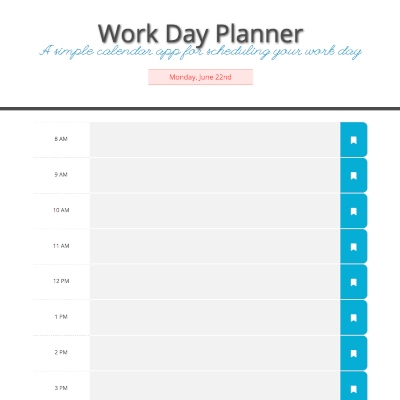 Work Day Planner
A simple calendar app for scheduling your work day
Monday, June 22nd
8 AM
9 AM
10 AM
11 AM
12 PM
1 PM
2 PM
3 PM